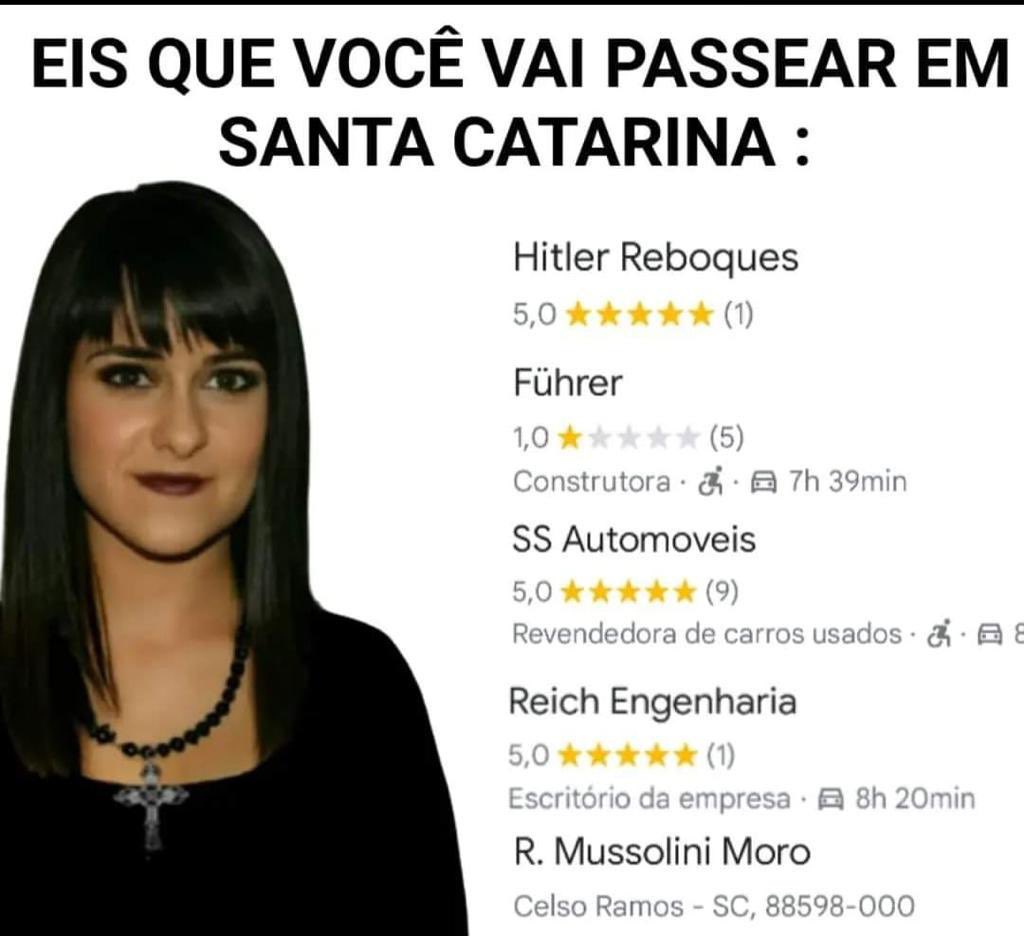 EIS QUE VOCÊ VAI PASSEAR EM
SANTA CATARINA :
Hitler Reboques
5,0 ★★★★★ (1)
Führer
1,0 ★★★★★ (5)
Construtora · 7h 39min
SS Automoveis
5,0 ★★★★★ (9)
Revendedora de carros usados · 8
Reich Engenharia
5,0 ★★★★★ (1)
Escritório da empresa · 8h 20min
R. Mussolini Moro
Celso Ramos - SC, 88598-000